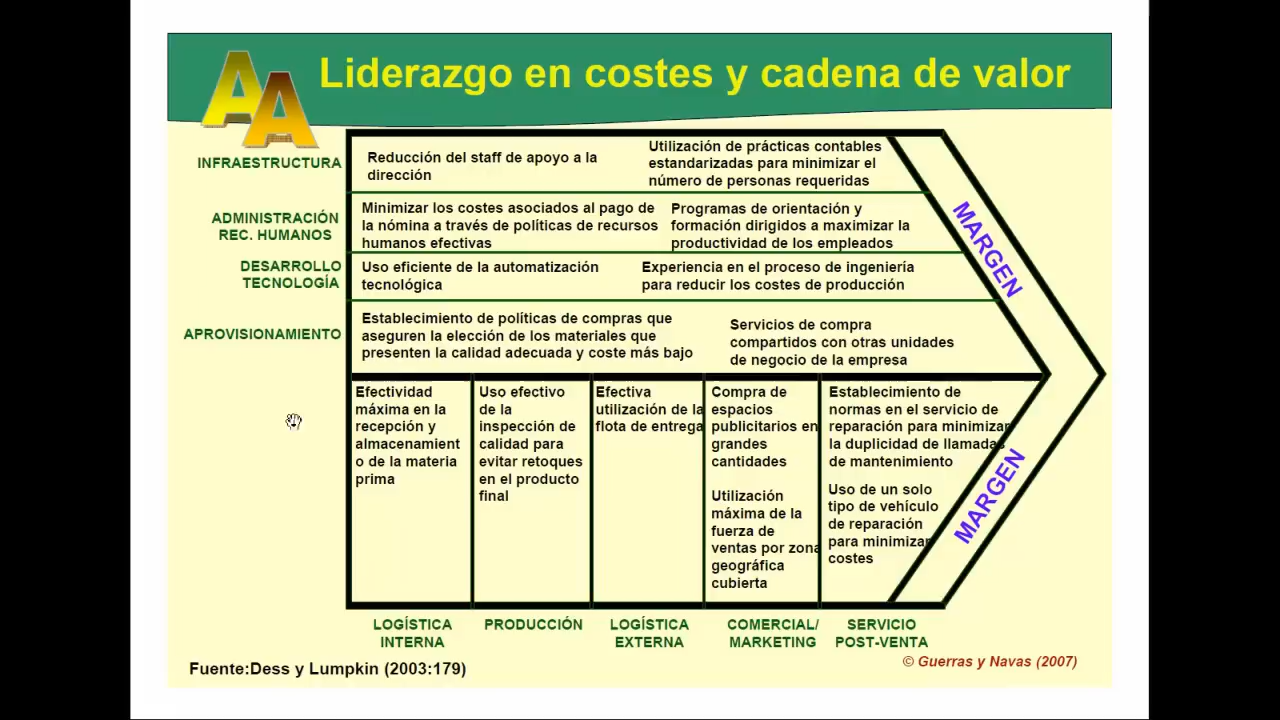 AA
Liderazgo en costes y cadena de valor
INFRAESTRUCTURA
Reducción del staff de apoyo a la
dirección
Utilización de prácticas contables
estandarizadas para minimizar el
número de personas requeridas
ADMINISTRACIÓN
REC. HUMANOS
Minimizar los costes asociados al pago de
la nómina a través de políticas de recursos
humanos efectivas
Programas de orientación y
formación dirigidos a maximizar la
productividad de los empleados
DESARROLLO
TECNOLOGÍA
Uso eficiente de la automatización
tecnológica
Experiencia en el proceso de ingeniería
para reducir los costes de producción
APROVISIONAMIENTO
Establecimiento de políticas de compras que
aseguren la elección de los materiales que
presenten la calidad adecuada y coste más bajo
Servicios de compra
compartidos con otras unidades
de negocio de la empresa
MARGEN
Efectividad
máxima en la
recepción y
almacenamient
o de la materia
prima
Uso efectivo
de la
inspección de
calidad para
evitar retoques
en el producto
final
Efectiva
utilización de la
flota de entrega
Compra de
espacios
publicitarios en
grandes
cantidades
Utilización
máxima de la
fuerza de
ventas por zona
geográfica
cubierta
Establecimiento de
normas en el servicio de
reparación para minimizar
la duplicidad de llamadas
de mantenimiento
Uso de un solo
tipo de vehículo
de reparación
para minimizar
costes
MARGEN
LOGÍSTICA
INTERNA
PRODUCCIÓN
LOGÍSTICA
EXTERNA
COMERCIAL/
MARKETING
SERVICIO
POST-VENTA
Fuente:Dess y Lumpkin (2003:179)
© Guerras y Navas (2007)